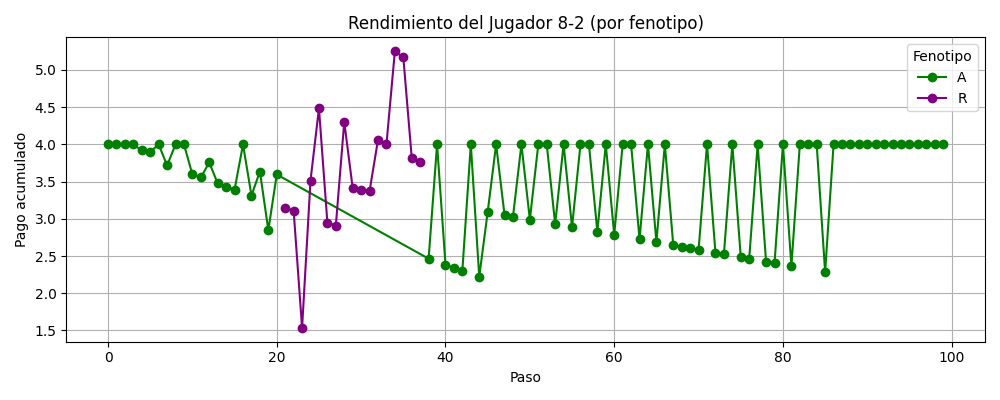 Rendimiento del Jugador 8-2 (por fenotipo)
Pago acumulado
5.0
4.5
4.0
3.5
3.0
2.5
2.0
1.5
Fenotipo
A
R
0 20 40 60 80 100
Paso